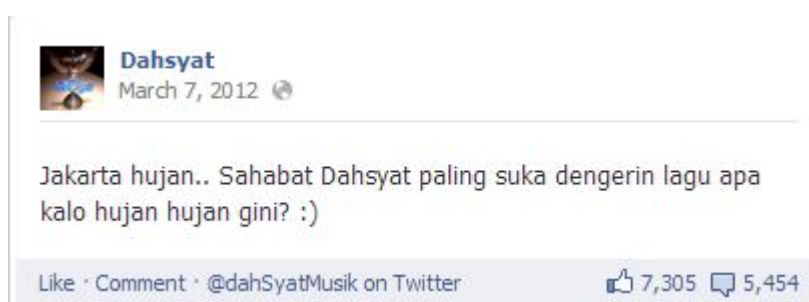 Dahsyat
March 7, 2012
Jakarta hujan.. Sahabat Dahsyat paling suka dengerin lagu apa
kalo hujan hujan gini? :)
Like · Comment · @dahSyatMusik on Twitter 7,305 5,454